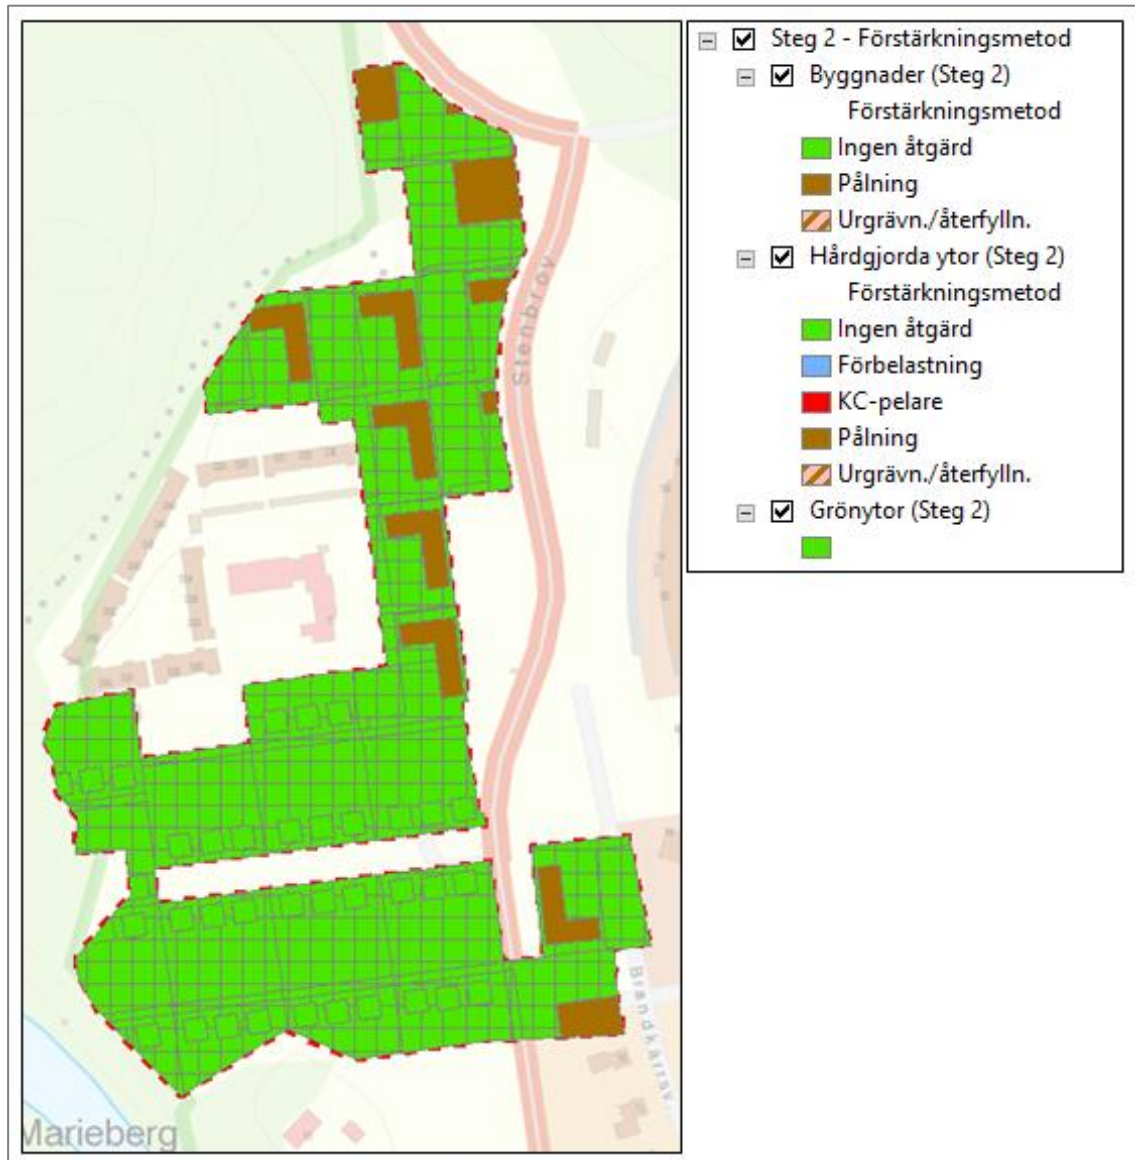 Steg 2 - Förstärkningsmetod
Byggnader (Steg 2)
Förstärkningsmetod
Ingen åtgärd
Pålning
Urgrävn./återfylln.
Hårdgjorda ytor (Steg 2)
Förstärkningsmetod
Ingen åtgärd
Förbelastning
KC-pelare
Pålning
Urgrävn./återfylln.
Grönytor (Steg 2)
Stenbrov
Brandkärrsv.
Marieberg